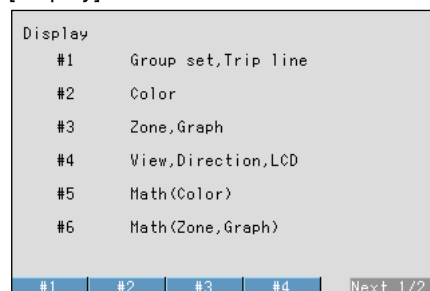 Display
#1 Group set,Trip line
#2 Color
#3 Zone,Graph
#4 View,Direction,LCD
#5 Math(Color)
#6 Math(Zone,Graph)
#1 #2 #3 #4 Next 1/2